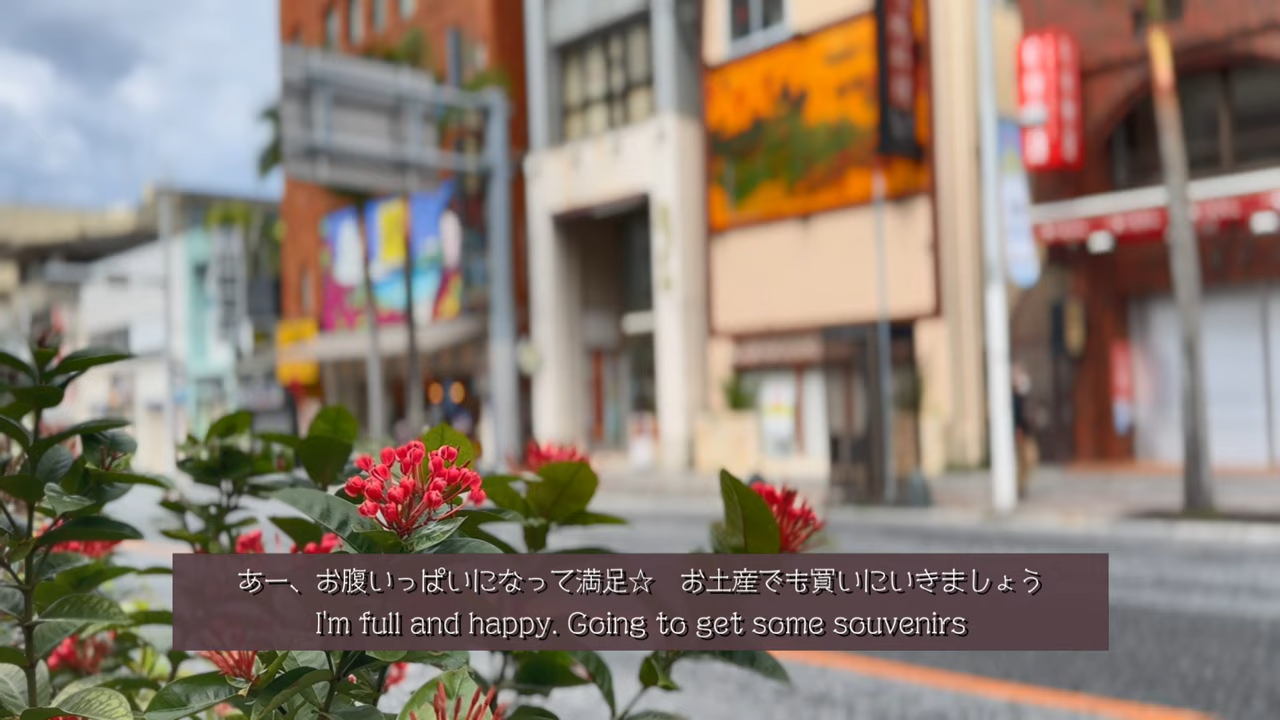 あー、お腹いっぱいになって満足☆　お土産でも買いにいきましょう
I'm full and happy. Going to get some souvenirs